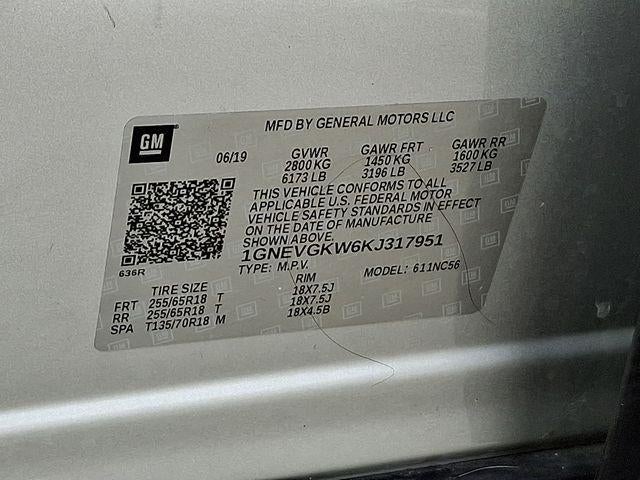 GM
MFD BY GENERAL MOTORS LLC
06/19 GVWR GAWR FRT GAWR RR
2800 KG 1450 KG 1600 KG
6173 LB 3196 LB 3527 LB
THIS VEHICLE CONFORMS TO ALL
APPLICABLE U.S. FEDERAL MOTOR
VEHICLE SAFETY STANDARDS IN EFFECT
ON THE DATE OF MANUFACTURE
SHOWN ABOVE.
1GNEVGKW6KJ317951
636R
TYPE: M.P.V. MODEL: 611NC56
TIRE SIZE RIM
FRT 255/65R18 T 18X7.5J
RR 255/65R18 T 18X7.5J
SPA T135/70R18 M 18X4.5B